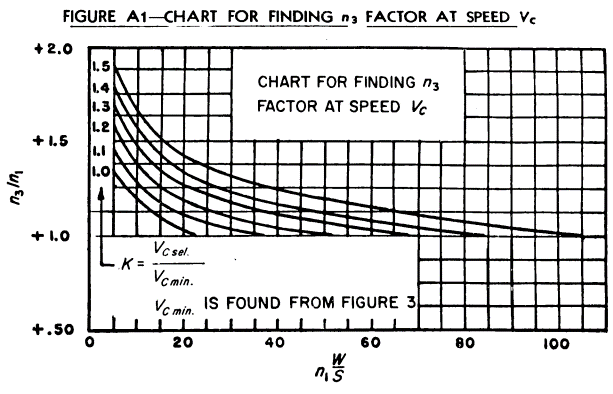 FIGURE A1—CHART FOR FINDING n3 FACTOR AT SPEED Vc
+2.0
1.5
1.4
1.3
1.2
1.1
1.0
CHART FOR FINDING n3
FACTOR AT SPEED Vc
+1.5
n3/n1
+1.0
K = VC sel. / VC min.
VC min. IS FOUND FROM FIGURE 3
+.50
0 20 40 60 80 100
n1 W/S